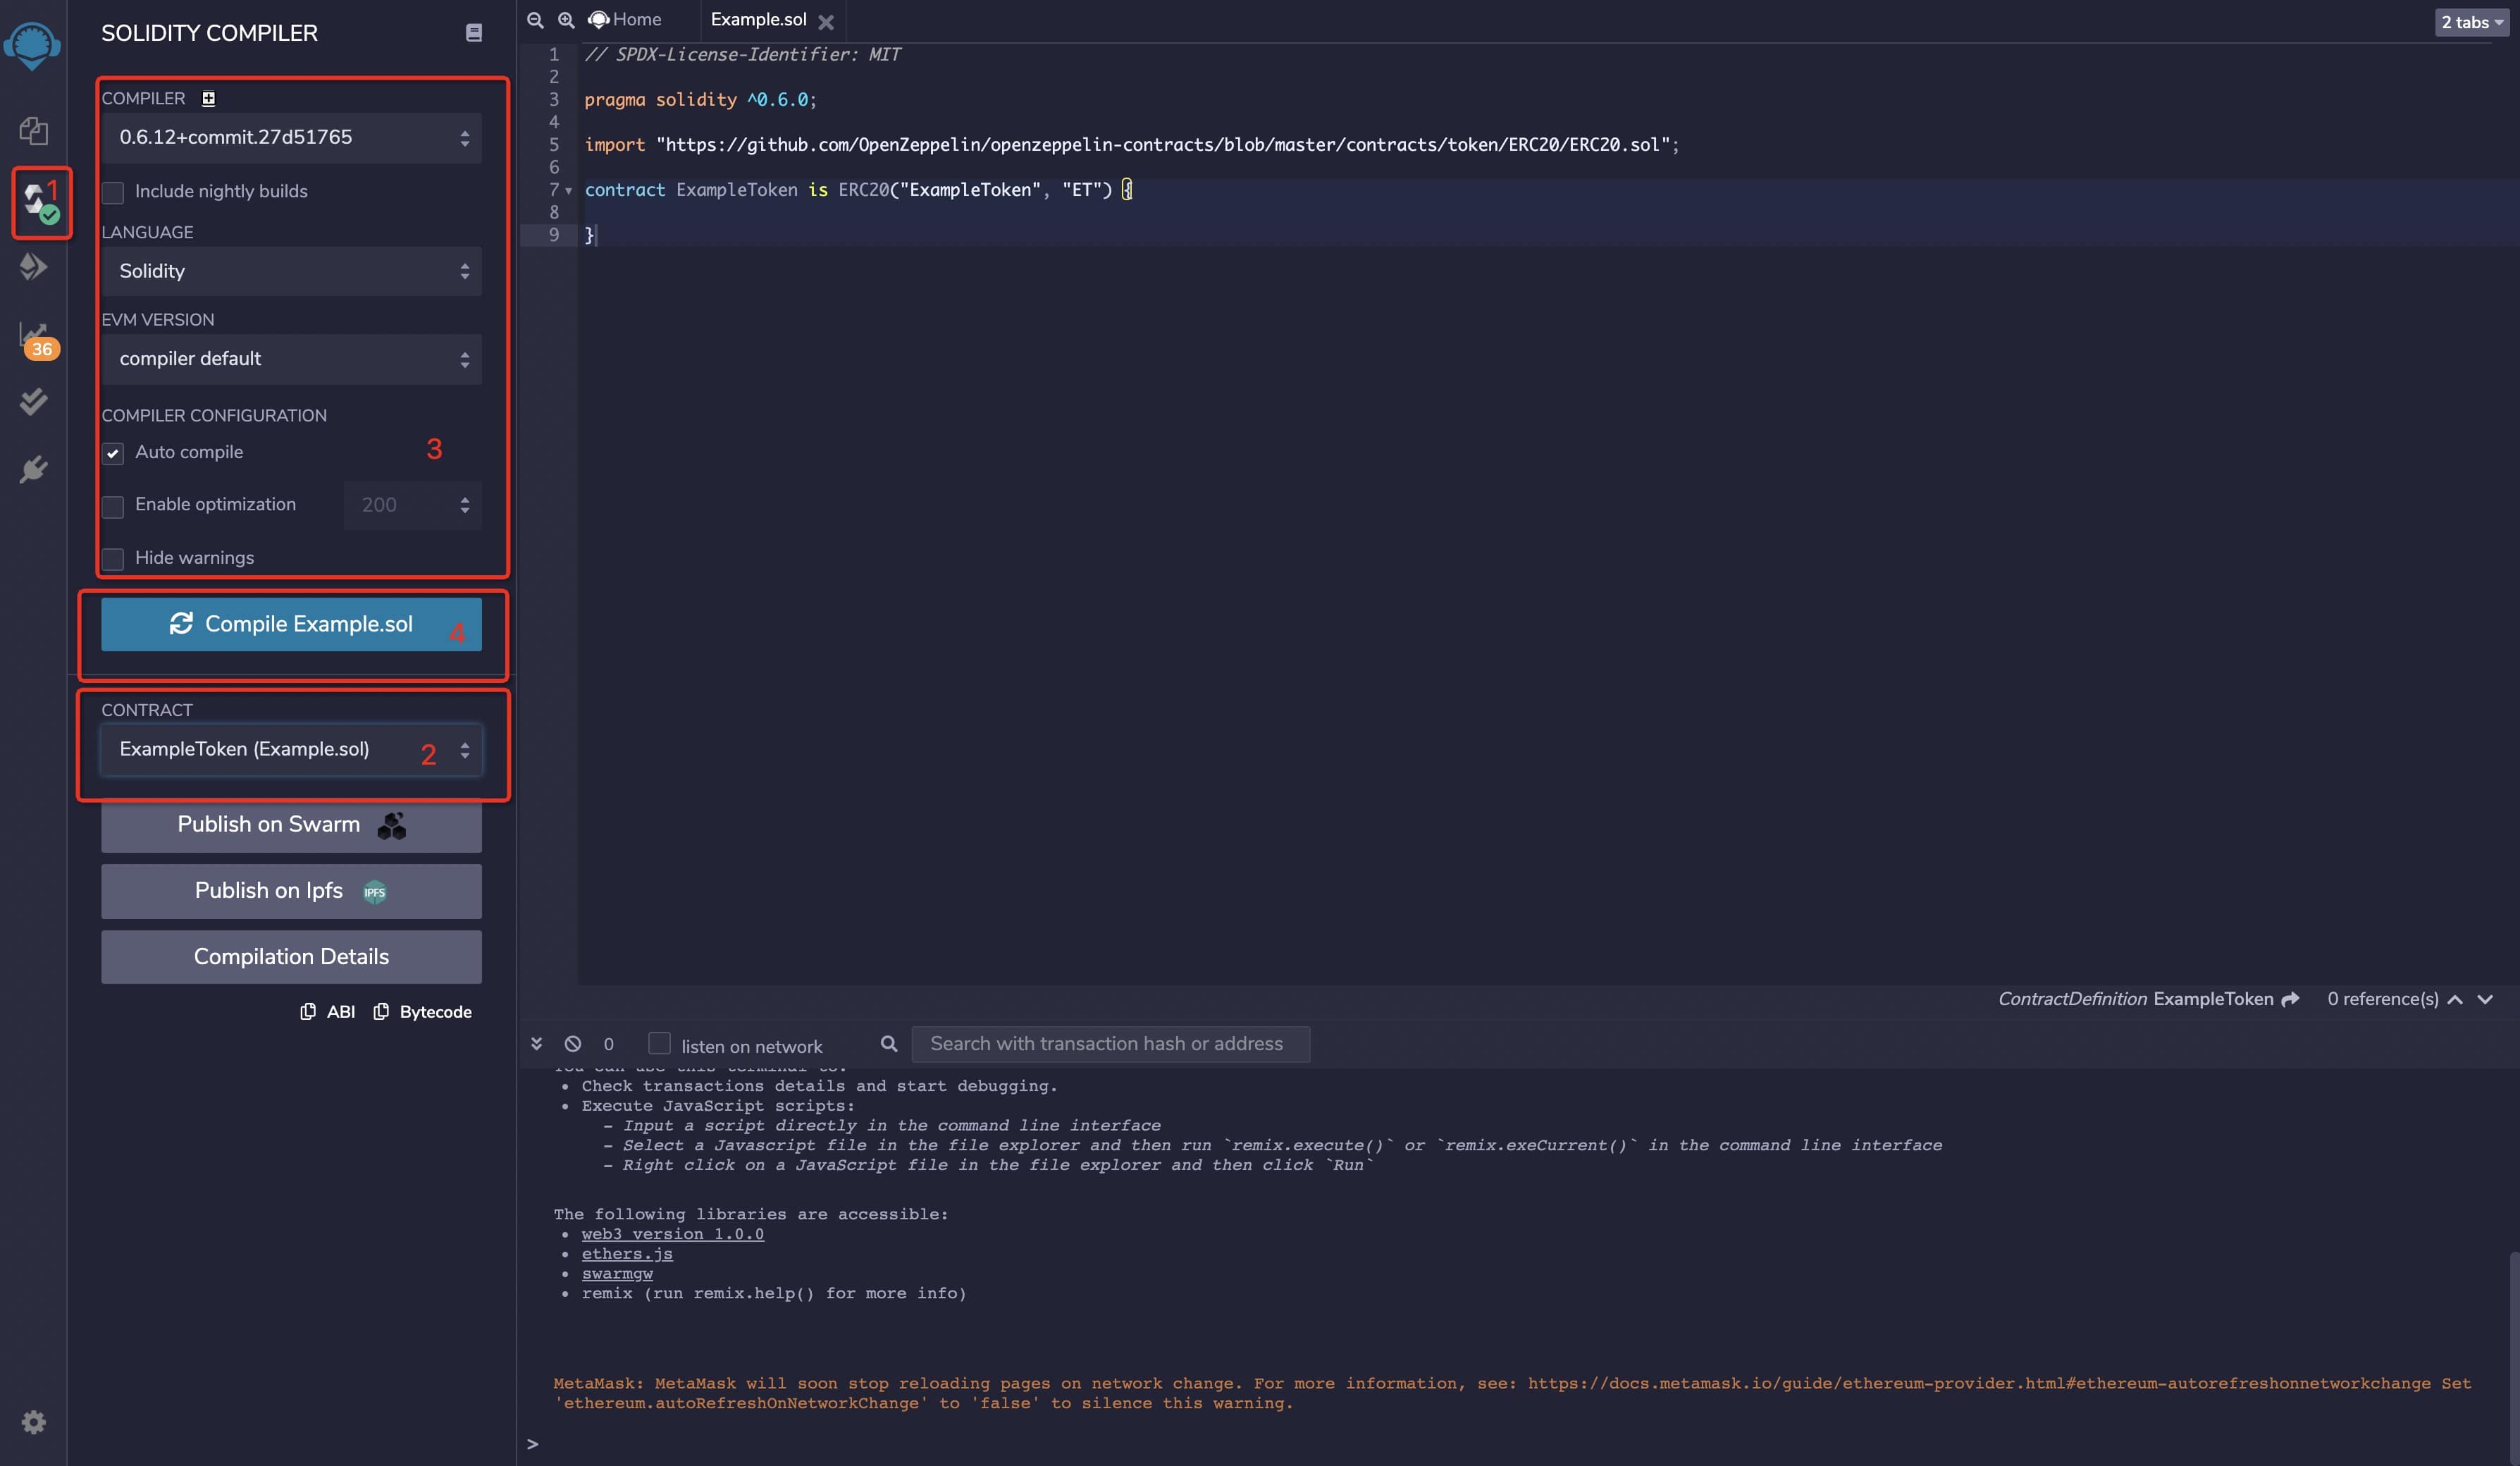 SOLIDITY COMPILER
COMPILER
0.6.12+commit.27d51765
Include nightly builds
1
LANGUAGE
Solidity
EVM VERSION
compiler default
36
COMPILER CONFIGURATION
Auto compile
3
Enable optimization
200
Hide warnings
Compile Example.sol
4
CONTRACT
ExampleToken (Example.sol)
2
Publish on Swarm
Publish on Ipfs
IPFS
Compilation Details
ABI
Bytecode
Home
Example.sol
2 tabs
1 // SPDX-License-Identifier: MIT
2
3 pragma solidity ^0.6.0;
4
5 import "https://github.com/OpenZeppelin/openzeppelin-contracts/blob/master/contracts/token/ERC20/ERC20.sol";
6
7 contract ExampleToken is ERC20("ExampleToken", "ET") {
8
9 }
ContractDefinition ExampleToken 0 reference(s)
0 listen on network Search with transaction hash or address
You can use this terminal to:
• Check transactions details and start debugging.
• Execute JavaScript scripts:
- Input a script directly in the command line interface
- Select a Javascript file in the file explorer and then run `remix.execute()` or `remix.exeCurrent()` in the command line interface
- Right click on a JavaScript file in the file explorer and then click `Run`
The following libraries are accessible:
• web3 version 1.0.0
• ethers.js
• swarmgw
• remix (run remix.help() for more info)
MetaMask: MetaMask will soon stop reloading pages on network change. For more information, see: https://docs.metamask.io/guide/ethereum-provider.html#ethereum-autorefreshonnetworkchange Set
'ethereum.autoRefreshOnNetworkChange' to 'false' to silence this warning.
>